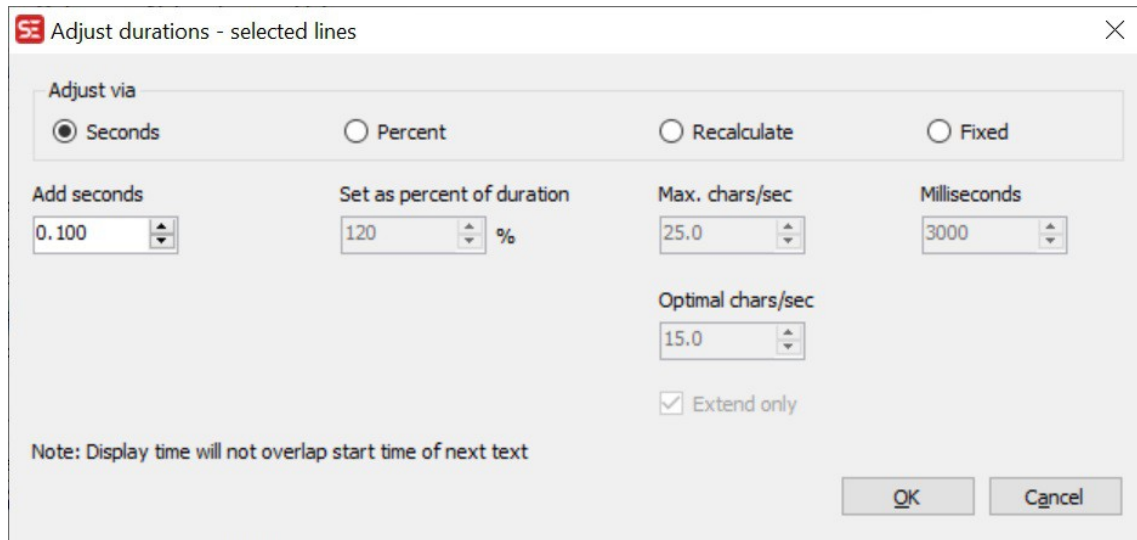 SE Adjust durations - selected lines
Adjust via
Seconds Percent Recalculate Fixed
Add seconds Set as percent of duration Max. chars/sec Milliseconds
0.100 120 % 25.0 3000
Optimal chars/sec
15.0
Extend only
Note: Display time will not overlap start time of next text
OK Cancel